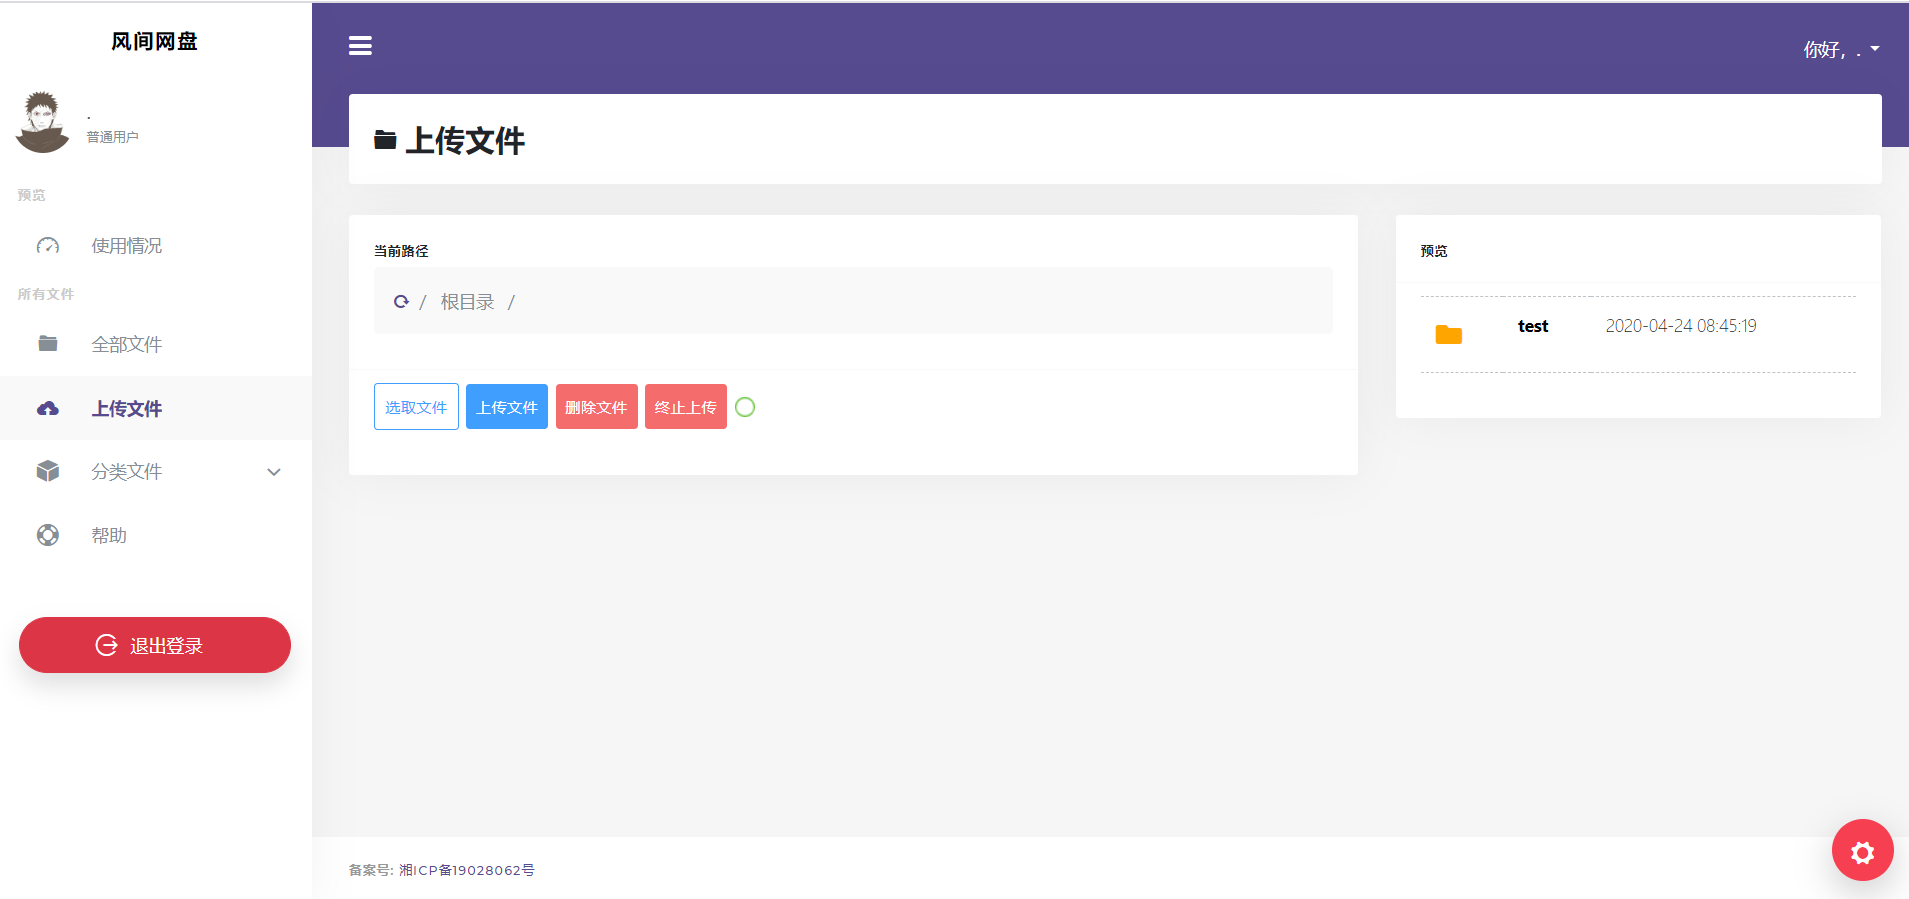 风间网盘
.
普通用户
预览
使用情况
所有文件
全部文件
上传文件
分类文件
帮助
退出登录
你好，.
上传文件
当前路径
/ 根目录 /
选取文件 上传文件 删除文件 终止上传
预览
test 2020-04-24 08:45:19
备案号: 湘ICP备19028062号